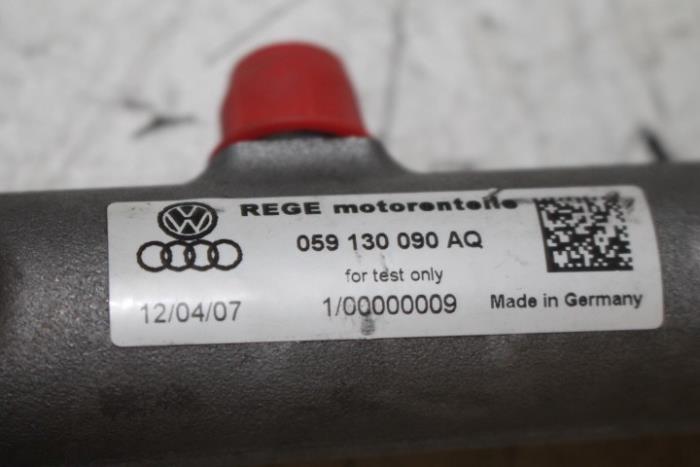 REGE motorenteile
059 130 090 AQ
for test only
12/04/07 1/00000009 Made in Germany